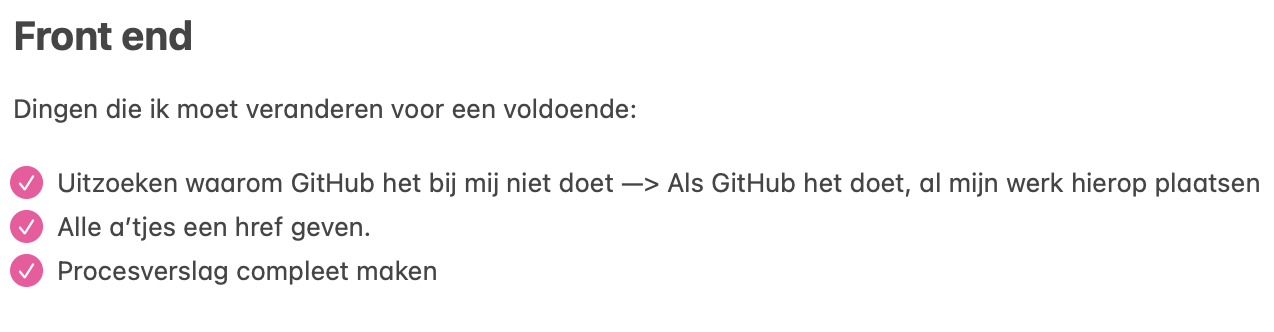 Front end
Dingen die ik moet veranderen voor een voldoende:
Uitzoeken waarom GitHub het bij mij niet doet —> Als GitHub het doet, al mijn werk hierop plaatsen
Alle a’tjes een href geven.
Procesverslag compleet maken